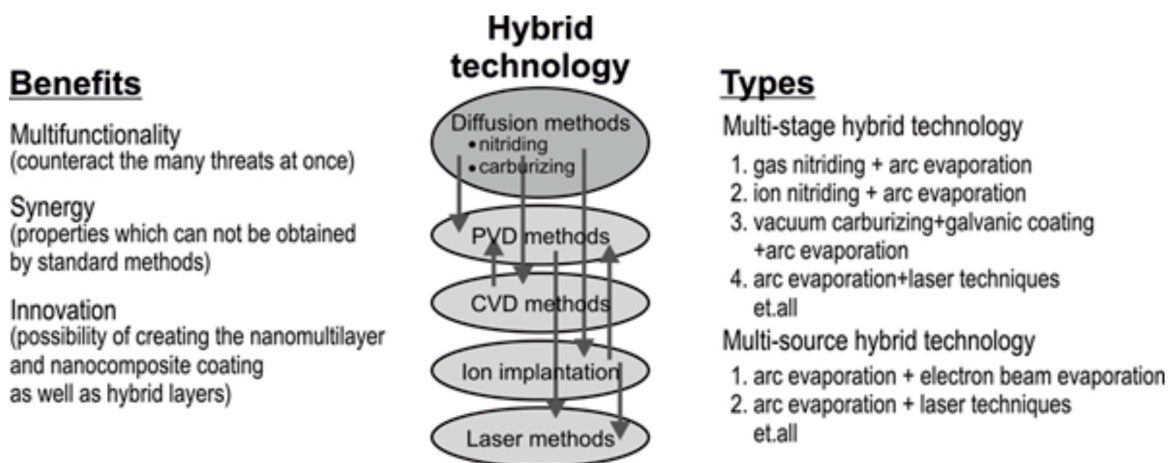 Hybrid
technology
Benefits
Multifunctionality
(counteract the many threats at once)
Synergy
(properties which can not be obtained
by standard methods)
Innovation
(possibility of creating the nanomultilayer
and nanocomposite coating
as well as hybrid layers)
Diffusion methods
• nitriding
• carburizing
PVD methods
CVD methods
Ion implantation
Laser methods
Types
Multi-stage hybrid technology
1. gas nitriding + arc evaporation
2. ion nitriding + arc evaporation
3. vacuum carburizing+galvanic coating
+arc evaporation
4. arc evaporation+laser techniques
et.all
Multi-source hybrid technology
1. arc evaporation + electron beam evaporation
2. arc evaporation + laser techniques
et.all